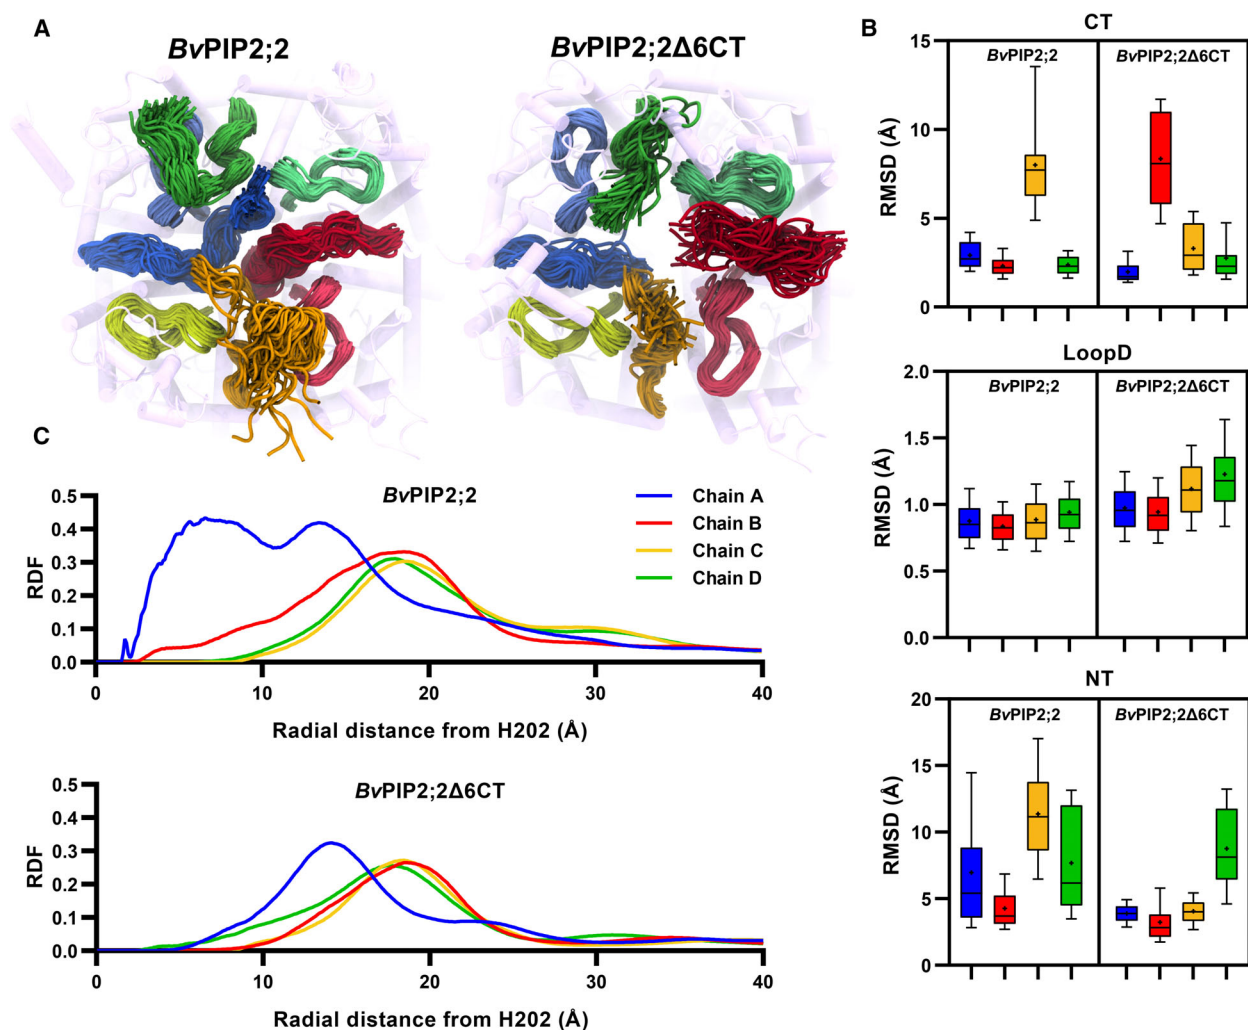 A
BvPIP2;2
BvPIP2;2Δ6CT
B
CT
BvPIP2;2
BvPIP2;2Δ6CT
RMSD (Å)
15
10
5
0
LoopD
BvPIP2;2
BvPIP2;2Δ6CT
RMSD (Å)
2.0
1.5
1.0
0.5
0.0
NT
BvPIP2;2
BvPIP2;2Δ6CT
RMSD (Å)
20
15
10
5
0
C
BvPIP2;2
RDF
0.5
0.4
0.3
0.2
0.1
0.0
0
10
20
30
40
Radial distance from H202 (Å)
Chain A
Chain B
Chain C
Chain D
BvPIP2;2Δ6CT
RDF
0.5
0.4
0.3
0.2
0.1
0.0
0
10
20
30
40
Radial distance from H202 (Å)